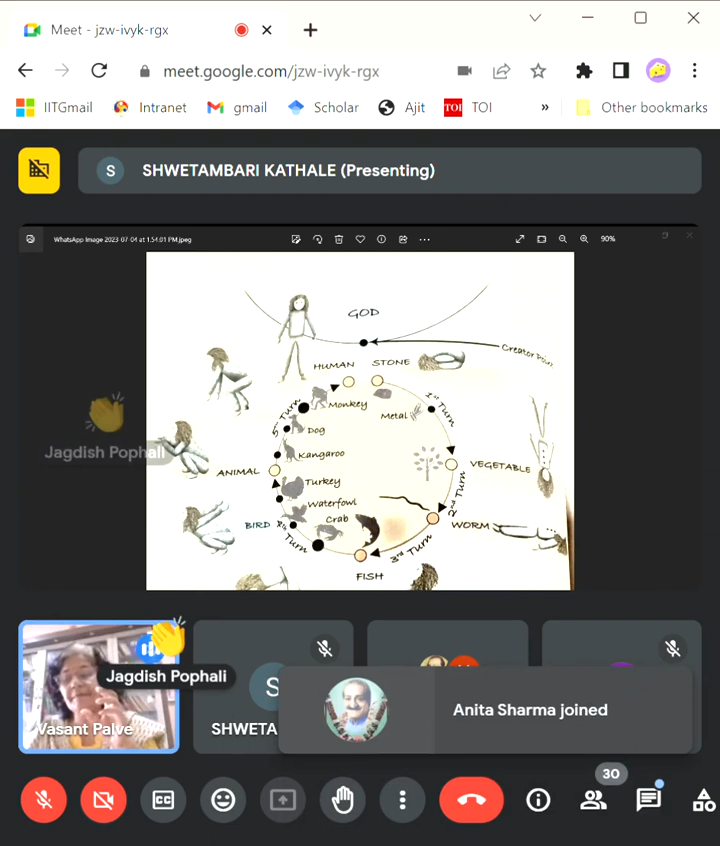 Meet - jzw-ivyk-rgx
meet.google.com/jzw-ivyk-rgx
IITGmail Intranet gmail Scholar Ajit TOI TOI » Other bookmarks
S SHWETAMBARI KATHALE (Presenting)
WhatsApp Image 2023-07-04 at 1.54.01 PM.jpeg 90%
GOD
Creator Point
HUMAN STONE
Monkey
Metal
1st Turn
5th Turn
Dog
Kangaroo
ANIMAL
VEGETABLE
Turkey
2nd Turn
Waterfowl
Crab
BIRD
WORM
4th Turn
3rd Turn
FISH
Jagdish Pophali
Jagdish Pophali
Vasant Palve
S
SHWETA
Anita Sharma joined
30
CC